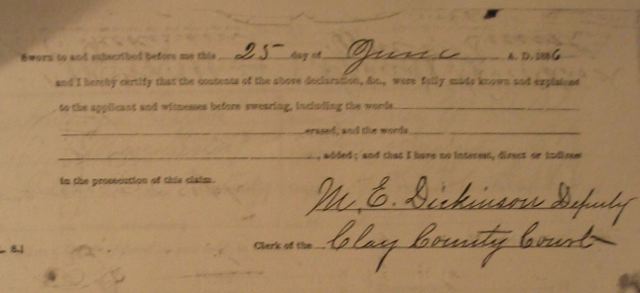 Sworn to and subscribed before me this 25 day of June A. D. 1886
and I hereby certify that the contents of the above declaration, &c., were fully made known and explained
to the applicant and witnesses before swearing, including the words
erased, and the words
, added; and that I have no interest, direct or indirect
in the prosecution of this claim.
M. E. Dickinson Deputy
L. S.] Clerk of the Clay County Court